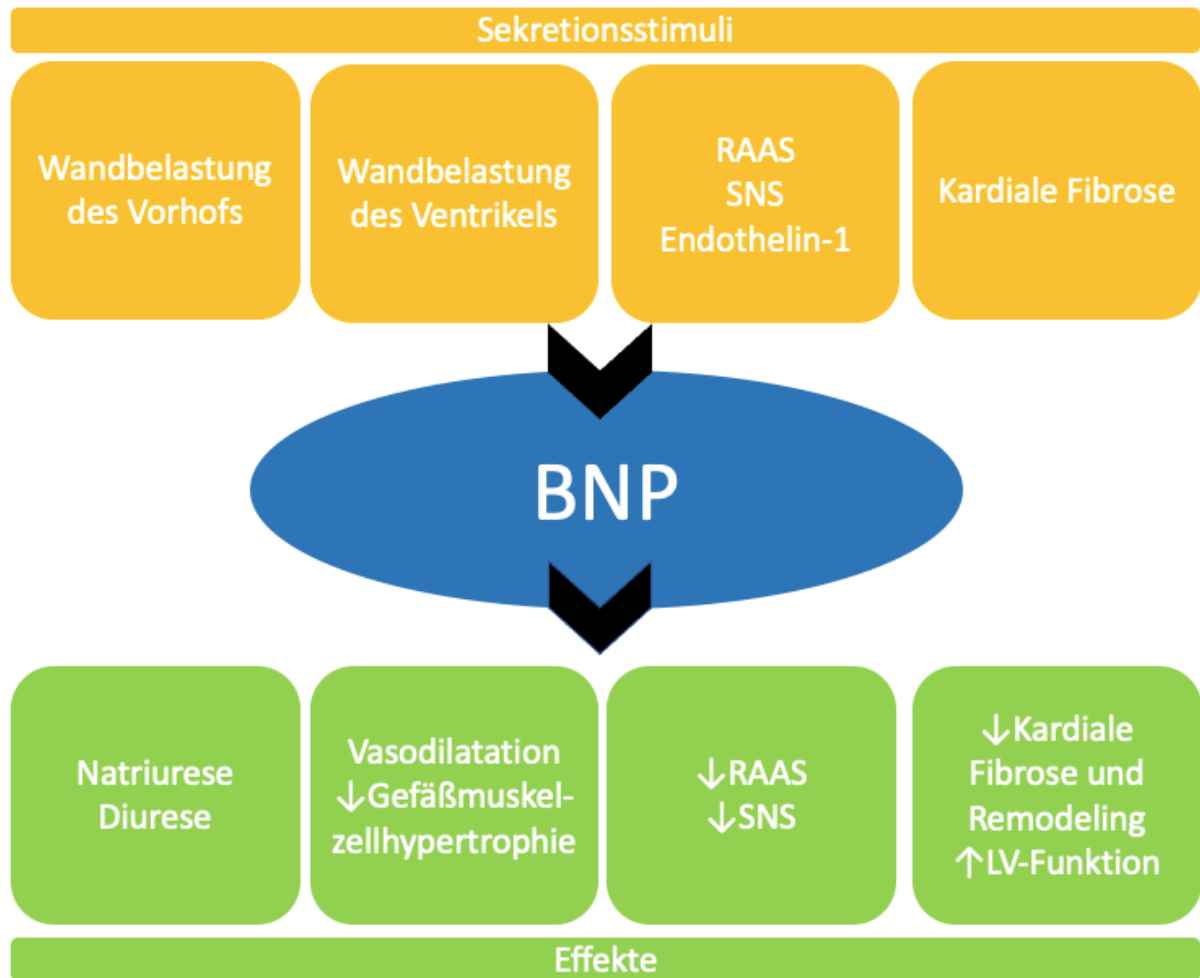 Sekretionsstimuli
Wandbelastung
des Vorhofs
Wandbelastung
des Ventrikels
RAAS
SNS
Endothelin-1
Kardiale Fibrose
BNP
Natriurese
Diurese
Vasodilatation
↓Gefäßmuskel-
zellhypertrophie
↓RAAS
↓SNS
↓Kardiale
Fibrose und
Remodeling
↑LV-Funktion
Effekte